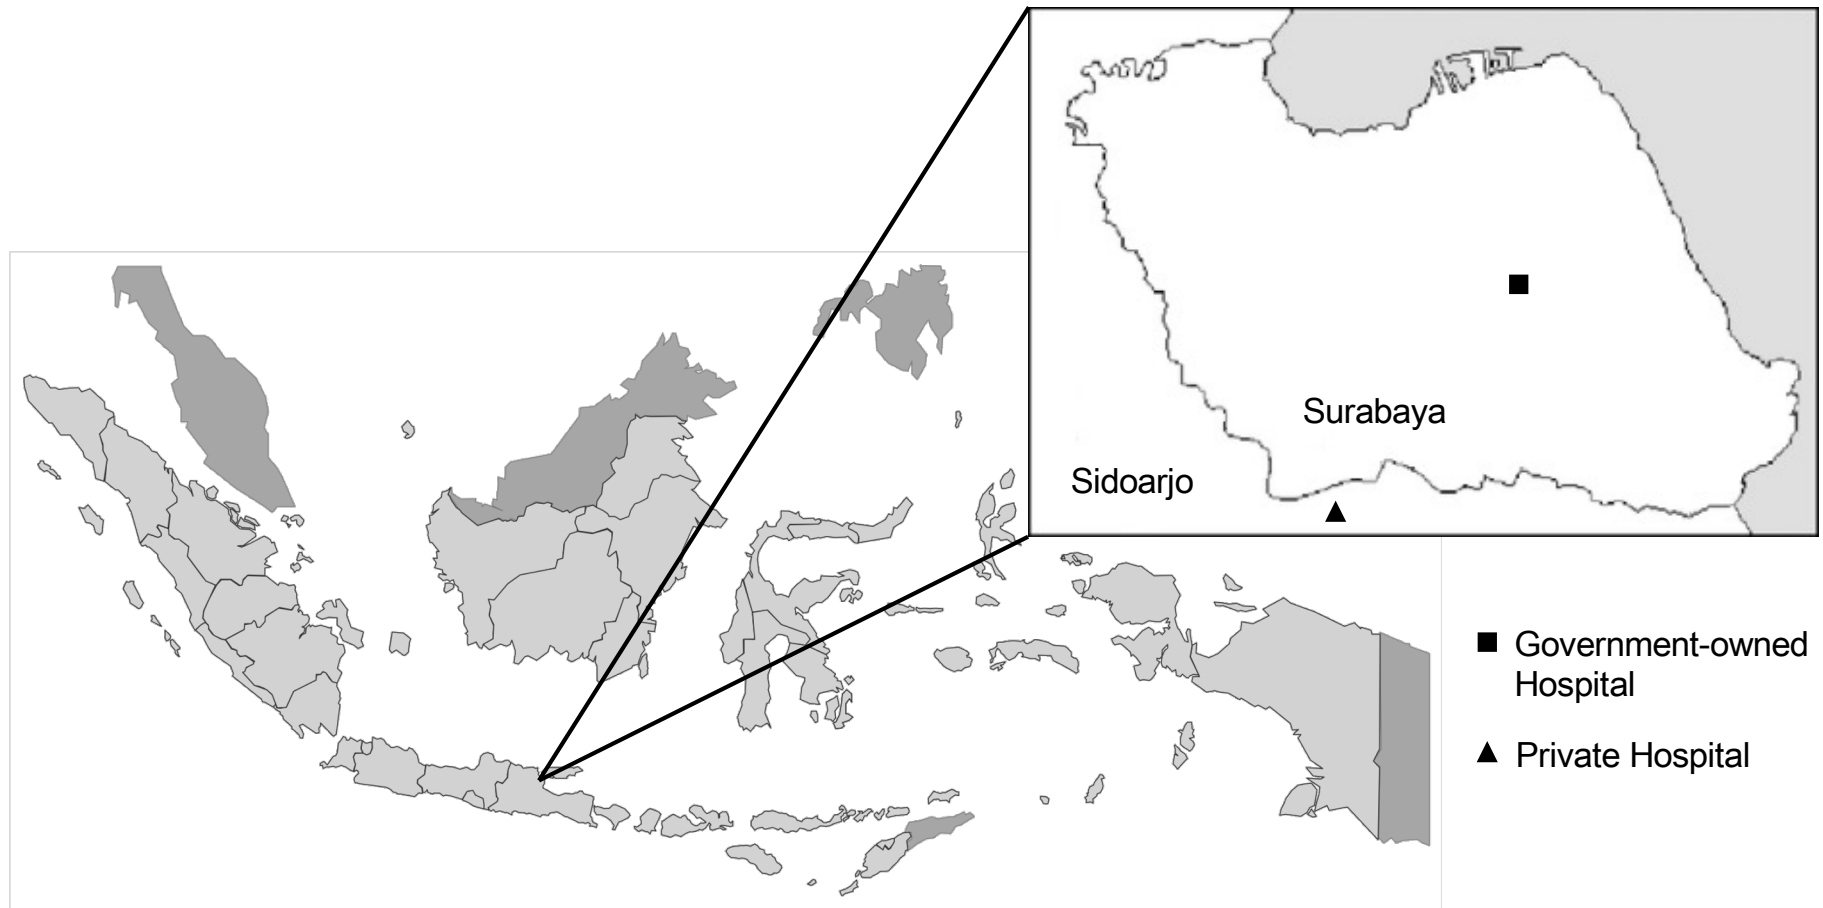 Surabaya
Sidoarjo
Government-owned
Hospital
Private Hospital